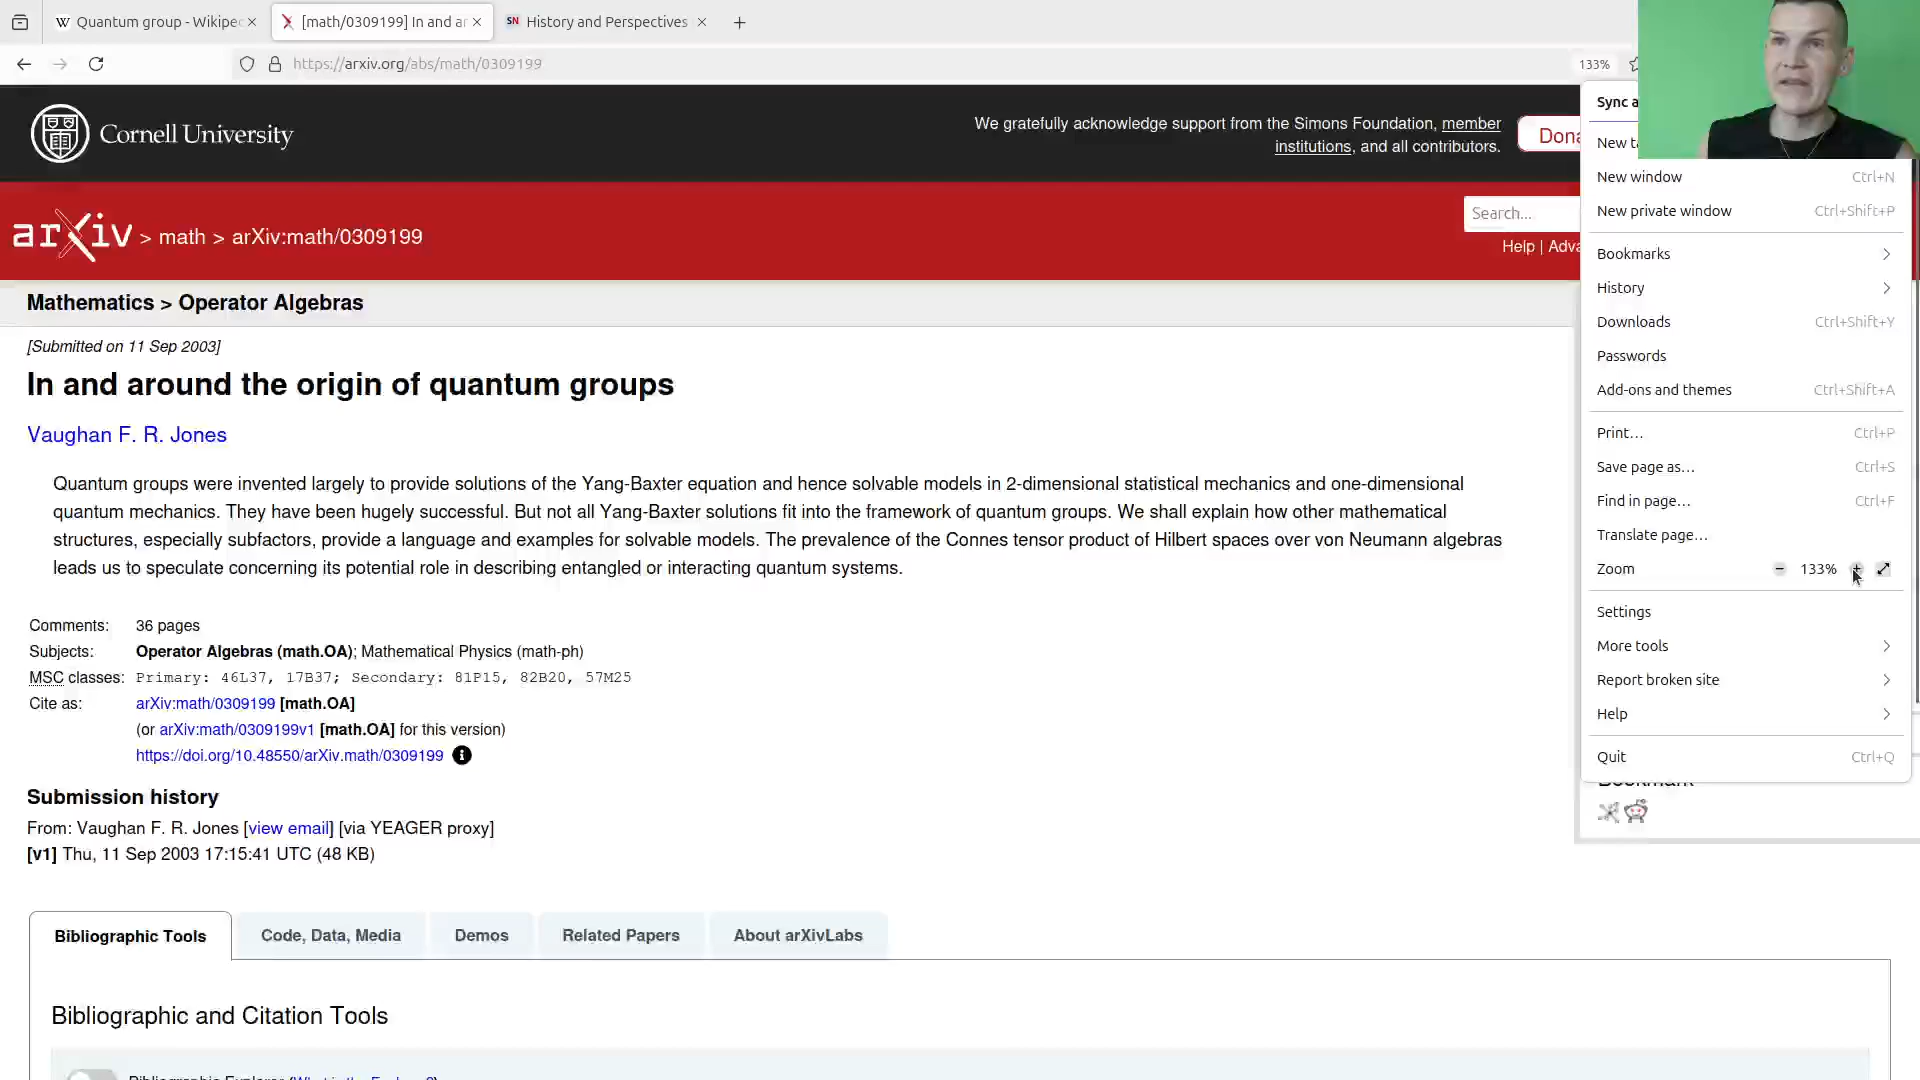 Quantum group - Wikipec
[math/0309199] In and ar
SN History and Perspectives
https://arxiv.org/abs/math/0309199
133%
Cornell University
We gratefully acknowledge support from the Simons Foundation, member
institutions, and all contributors.
Dona
arXiv > math > arXiv:math/0309199
Search...
Help | Adva
Mathematics > Operator Algebras
[Submitted on 11 Sep 2003]
In and around the origin of quantum groups
Vaughan F. R. Jones
Quantum groups were invented largely to provide solutions of the Yang-Baxter equation and hence solvable models in 2-dimensional statistical mechanics and one-dimensional
quantum mechanics. They have been hugely successful. But not all Yang-Baxter solutions fit into the framework of quantum groups. We shall explain how other mathematical
structures, especially subfactors, provide a language and examples for solvable models. The prevalence of the Connes tensor product of Hilbert spaces over von Neumann algebras
leads us to speculate concerning its potential role in describing entangled or interacting quantum systems.
Comments: 36 pages
Subjects: Operator Algebras (math.OA); Mathematical Physics (math-ph)
MSC classes: Primary: 46L37, 17B37; Secondary: 81P15, 82B20, 57M25
Cite as: arXiv:math/0309199 [math.OA]
(or arXiv:math/0309199v1 [math.OA] for this version)
https://doi.org/10.48550/arXiv.math/0309199
Submission history
From: Vaughan F. R. Jones [view email] [via YEAGER proxy]
[v1] Thu, 11 Sep 2003 17:15:41 UTC (48 KB)
Bibliographic Tools
Code, Data, Media
Demos
Related Papers
About arXivLabs
Bibliographic and Citation Tools
Bibliographic Explorer (What is the Explorer?)
Sync a
New ta
New window Ctrl+N
New private window Ctrl+Shift+P
Bookmarks
History
Downloads Ctrl+Shift+Y
Passwords
Add-ons and themes Ctrl+Shift+A
Print… Ctrl+P
Save page as… Ctrl+S
Find in page… Ctrl+F
Translate page…
Zoom − 133% +
Settings
More tools
Report broken site
Help
Quit Ctrl+Q
Bookmark